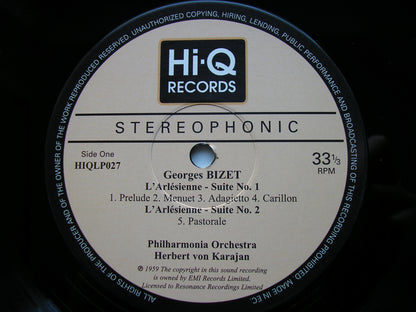 ALL RIGHTS RESERVED. UNAUTHORIZED COPYING, HIRING, LENDING, PUBLIC PERFORMANCE AND BROADCASTING OF THIS RECORDING PROHIBITED. MADE IN EC
OF THE PRODUCER AND OF THE OWNER OF THE WORK REPRODUCED
Hi-Q
RECORDS
STEREOPHONIC
Side One
HIQLP027
33 1/3
RPM
Georges BIZET
L'Arlésienne - Suite No. 1
1. Prelude 2. Menuet 3. Adagietto 4. Carillon
L'Arlésienne - Suite No. 2
5. Pastorale
Philharmonia Orchestra
Herbert von Karajan
℗ 1959 The copyright in this sound recording
is owned by EMI Records Limited.
Licensed to Resonance Recordings Limited